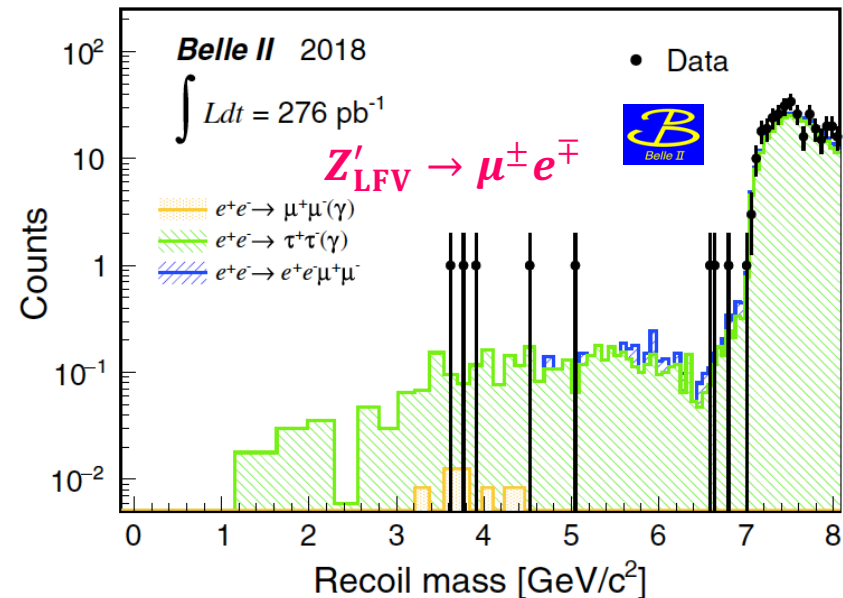 Belle II 2018
∫ Ldt = 276 pb⁻¹
Data
Belle II
Z′LFV → μ± e∓
e⁺e⁻→ μ⁺μ⁻(γ)
e⁺e⁻→ τ⁺τ⁻(γ)
e⁺e⁻→ e⁺e⁻μ⁺μ⁻
Counts
10²
10
1
10⁻¹
10⁻²
0 1 2 3 4 5 6 7 8
Recoil mass [GeV/c²]